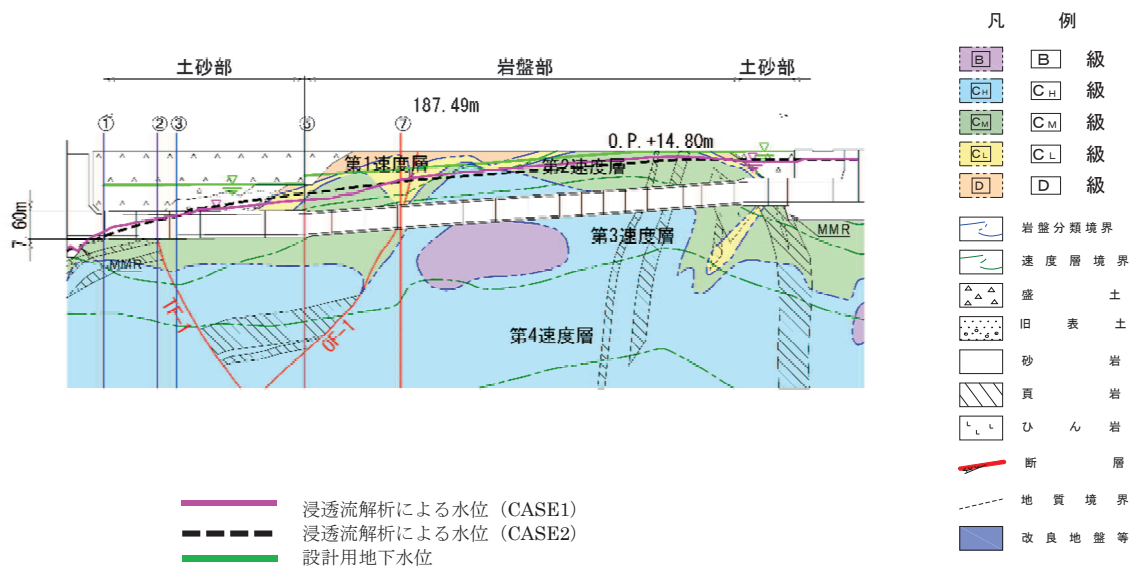 土砂部
岩盤部
土砂部
187.49m
① ② ③ ⑤ ⑦
O.P.+14.80m
第1速度層
第2速度層
7.60m
MMR
第3速度層
MMR
TF-1
OF-1
第4速度層
浸透流解析による水位（CASE1）
浸透流解析による水位（CASE2）
設計用地下水位
凡 例
B B 級
CH CH 級
CM CM 級
CL CL 級
D D 級
岩盤分類境界
速度層境界
盛土
旧表土
砂岩
頁岩
ひん岩
断層
地質境界
改良地盤等